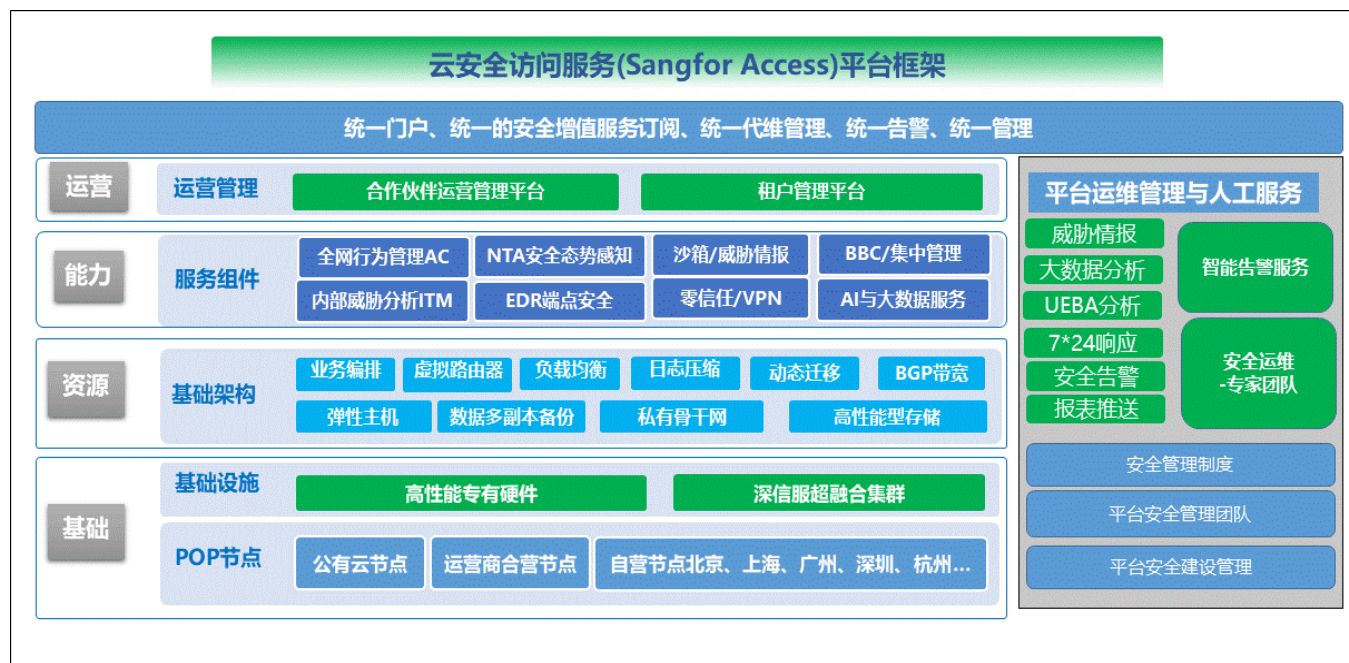 云安全访问服务(Sangfor Access)平台框架
统一门户、统一的安全增值服务订阅、统一代维管理、统一告警、统一管理
运营
运营管理
合作伙伴运营管理平台
租户管理平台
能力
服务组件
全网行为管理AC
NTA安全态势感知
沙箱/威胁情报
BBC/集中管理
内部威胁分析ITM
EDR端点安全
零信任/VPN
AI与大数据服务
资源
基础架构
业务编排
虚拟路由器
负载均衡
日志压缩
动态迁移
BGP带宽
弹性主机
数据多副本备份
私有骨干网
高性能型存储
基础
基础设施
高性能专有硬件
深信服超融合集群
POP节点
公有云节点
运营商合营节点
自营节点北京、上海、广州、深圳、杭州...
平台运维管理与人工服务
威胁情报
大数据分析
UEBA分析
智能告警服务
7*24响应
安全告警
报表推送
安全运维
-专家团队
安全管理制度
平台安全管理团队
平台安全建设管理